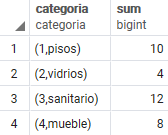 categoria sum
categoria bigint
1 (1,pisos) 10
2 (2,vidrios) 4
3 (3,sanitario) 12
4 (4,mueble) 8